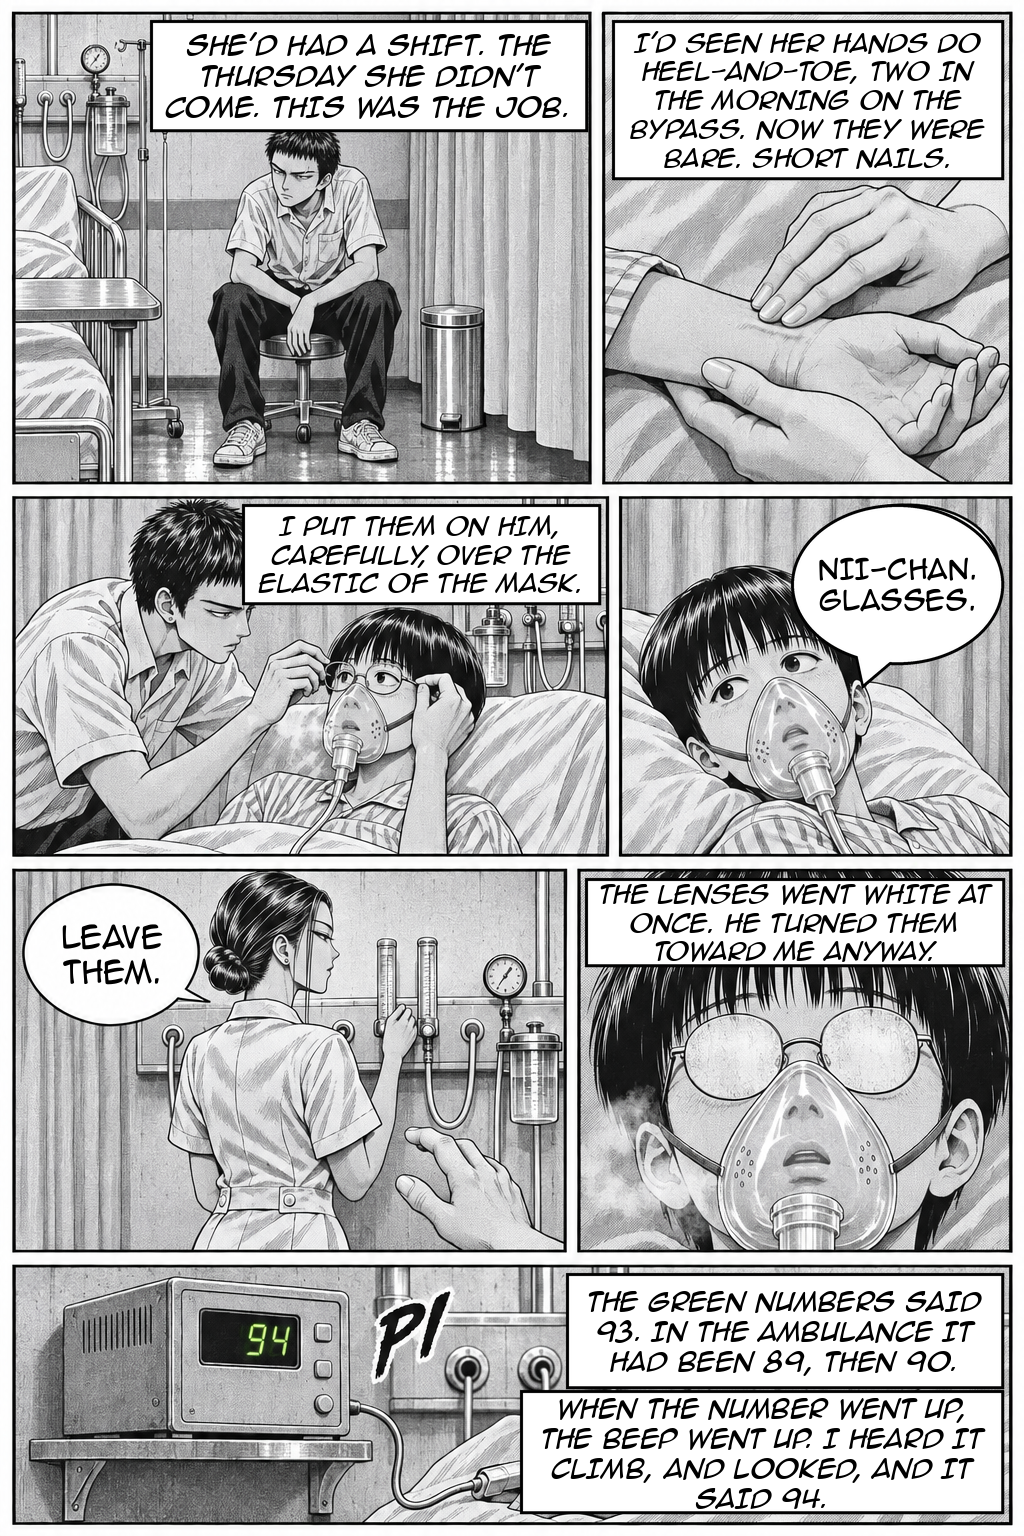 SHE'D HAD A SHIFT. THE
THURSDAY SHE DIDN'T
COME. THIS WAS THE JOB.
I'D SEEN HER HANDS DO
HEEL-AND-TOE, TWO IN
THE MORNING ON THE
BYPASS. NOW THEY WERE
BARE. SHORT NAILS.
I PUT THEM ON HIM,
CAREFULLY, OVER THE
ELASTIC OF THE MASK.
NII-CHAN.
GLASSES.
LEAVE
THEM.
THE LENSES WENT WHITE AT
ONCE. HE TURNED THEM
TOWARD ME ANYWAY.
94
PI
THE GREEN NUMBERS SAID
93. IN THE AMBULANCE IT
HAD BEEN 89, THEN 90.
WHEN THE NUMBER WENT UP,
THE BEEP WENT UP. I HEARD IT
CLIMB, AND LOOKED, AND IT
SAID 94.